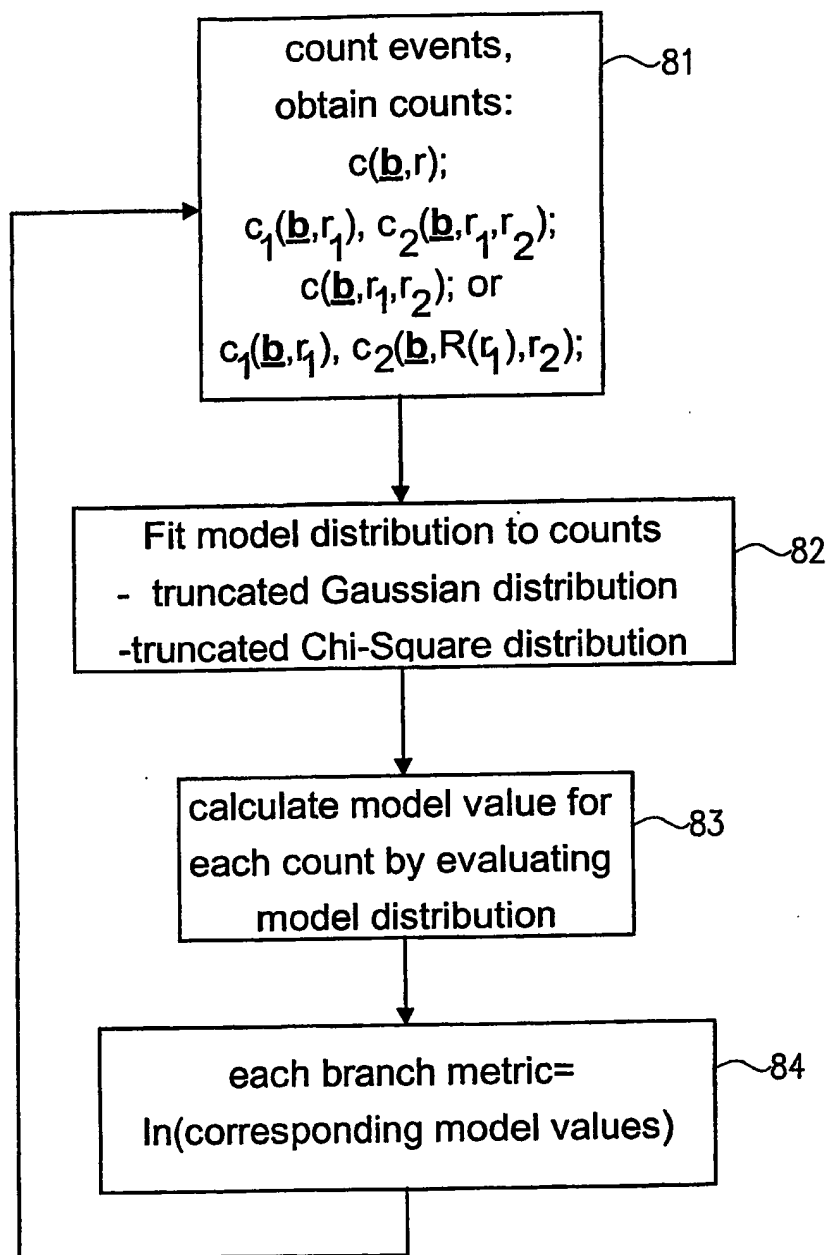 count events,
81
obtain counts:
c(b,r);
c1(b,r1), c2(b,r1,r2);
c(b,r1,r2); or
c1(b,r1), c2(b,R(r1),r2);
Fit model distribution to counts
82
- truncated Gaussian distribution
-truncated Chi-Square distribution
calculate model value for
83
each count by evaluating
model distribution
each branch metric=
84
ln(corresponding model values)